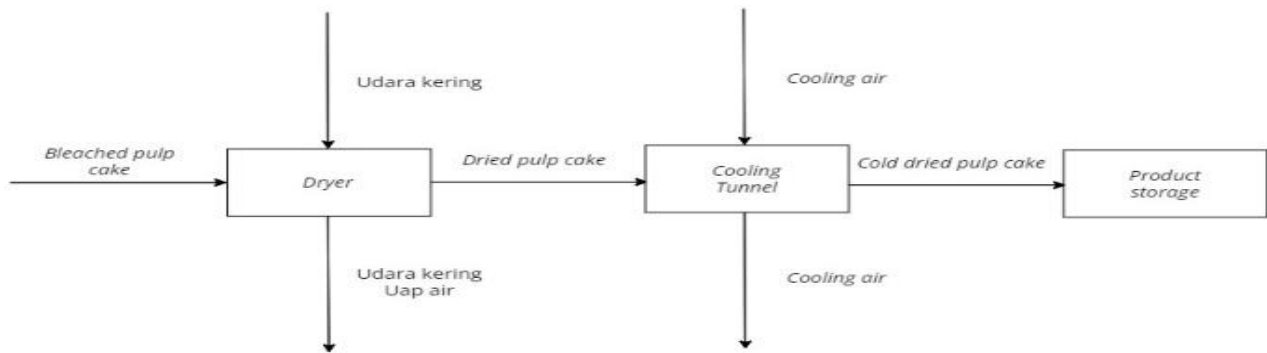 Udara kering
Cooling air
Bleached pulp
cake
Dryer
Dried pulp cake
Cooling
Tunnel
Cold dried pulp cake
Product
storage
Udara kering
Uap air
Cooling air